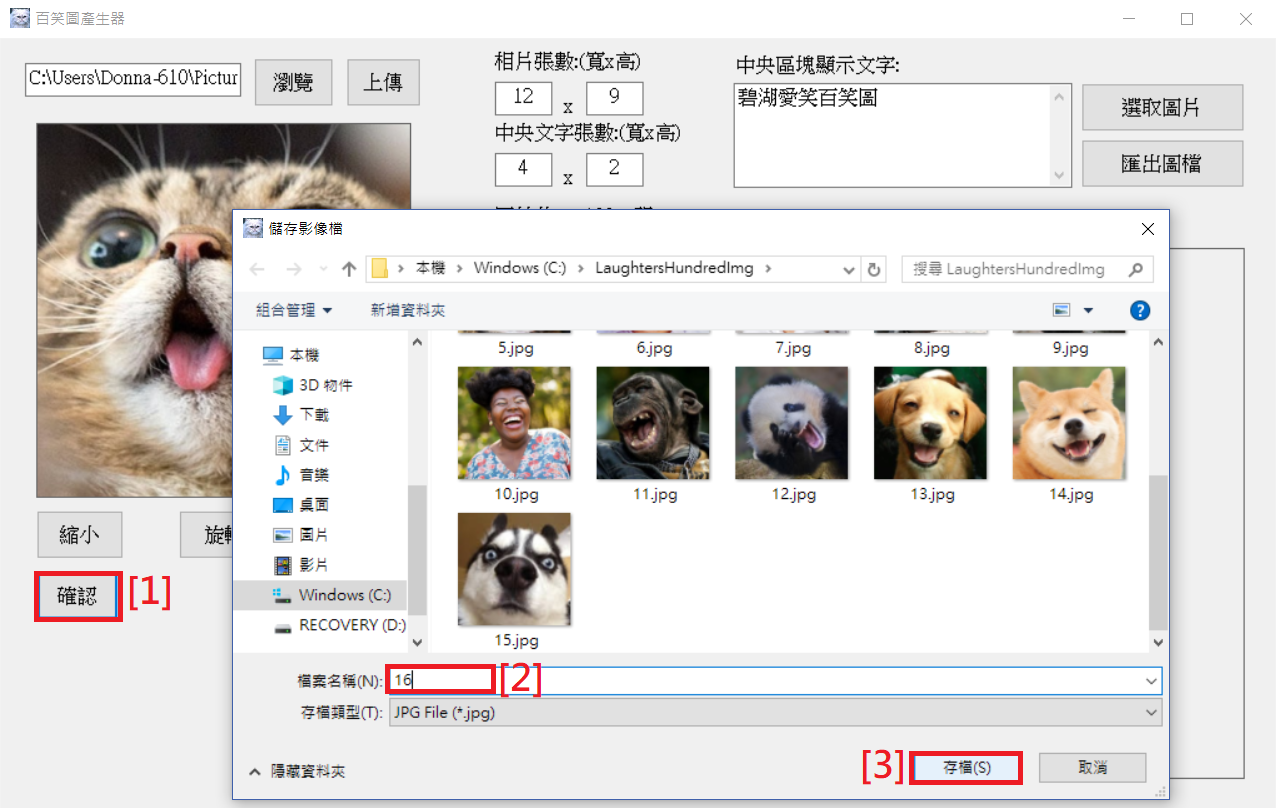 百笑圖產生器
C:\Users\Donna-610\Pictur
瀏覽
上傳
相片張數:(寬x高)
12 x 9
中央文字張數:(寬x高)
4 x 2
中央區塊顯示文字:
碧湖愛笑百笑圖
選取圖片
匯出圖檔
縮小
確認
[1]
儲存影像檔
本機 > Windows (C:) > LaughtersHundredImg >
搜尋 LaughtersHundredImg
組合管理
新增資料夾
本機
3D 物件
下載
文件
音樂
桌面
圖片
影片
Windows (C:)
RECOVERY (D:)
5.jpg
6.jpg
7.jpg
8.jpg
9.jpg
10.jpg
11.jpg
12.jpg
13.jpg
14.jpg
15.jpg
檔案名稱(N):
16
[2]
存檔類型(T):
JPG File (*.jpg)
隱藏資料夾
[3]
存檔(S)
取消